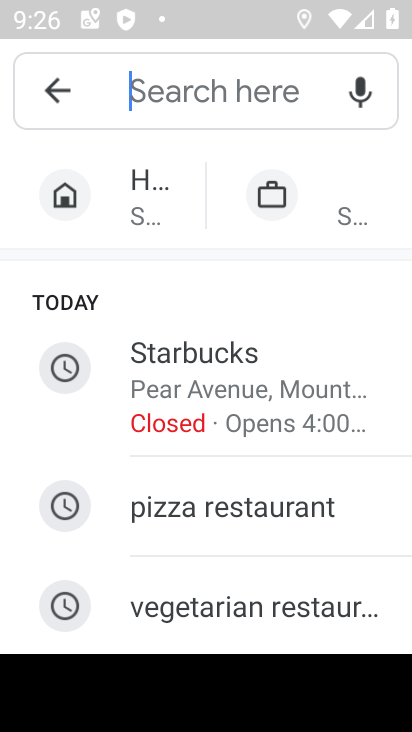 9:26
Search here
H...
S...
S...
TODAY
Starbucks
Pear Avenue, Mount...
Closed · Opens 4:00...
pizza restaurant
vegetarian restaur...